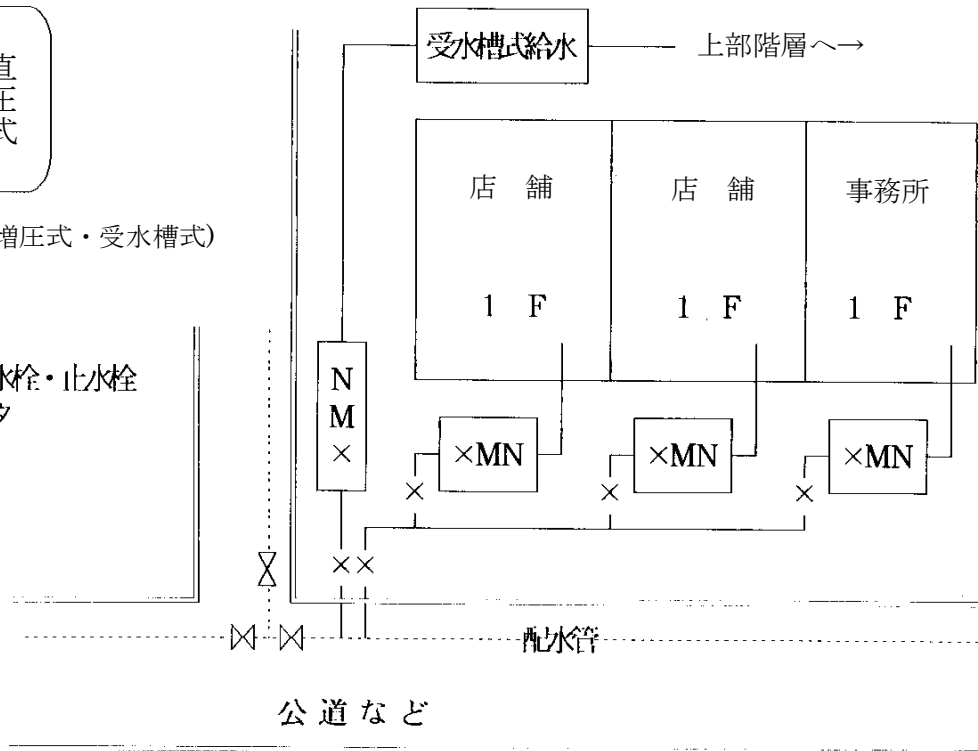 受水槽式給水
上部階層へ→
直
圧
式
店 舗
店 舗
事務所
増圧式・受水槽式)
1 F
1 F
1 F
水栓・止水栓
N
M
×
×MN
×MN
×MN
×
×
×
××
配水管
公道など